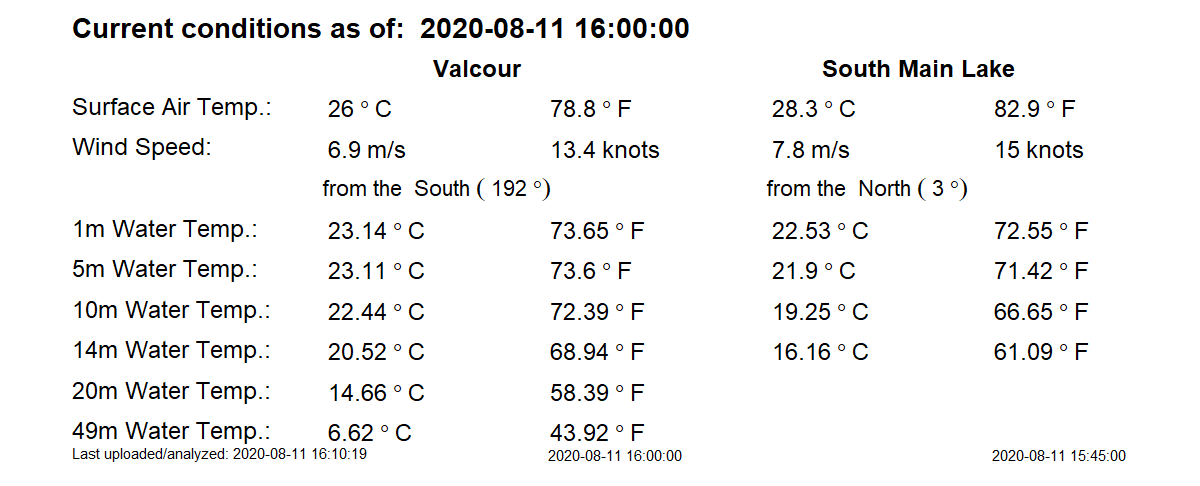 Current conditions as of:  2020-08-11 16:00:00
Valcour South Main Lake
Surface Air Temp.: 26 ° C 78.8 ° F 28.3 ° C 82.9 ° F
Wind Speed: 6.9 m/s 13.4 knots 7.8 m/s 15 knots
from the  South ( 192 °) from the  North ( 3 °)
1m Water Temp.: 23.14 ° C 73.65 ° F 22.53 ° C 72.55 ° F
5m Water Temp.: 23.11 ° C 73.6 ° F 21.9 ° C 71.42 ° F
10m Water Temp.: 22.44 ° C 72.39 ° F 19.25 ° C 66.65 ° F
14m Water Temp.: 20.52 ° C 68.94 ° F 16.16 ° C 61.09 ° F
20m Water Temp.: 14.66 ° C 58.39 ° F
49m Water Temp.: 6.62 ° C 43.92 ° F
Last uploaded/analyzed: 2020-08-11 16:10:19 2020-08-11 16:00:00 2020-08-11 15:45:00